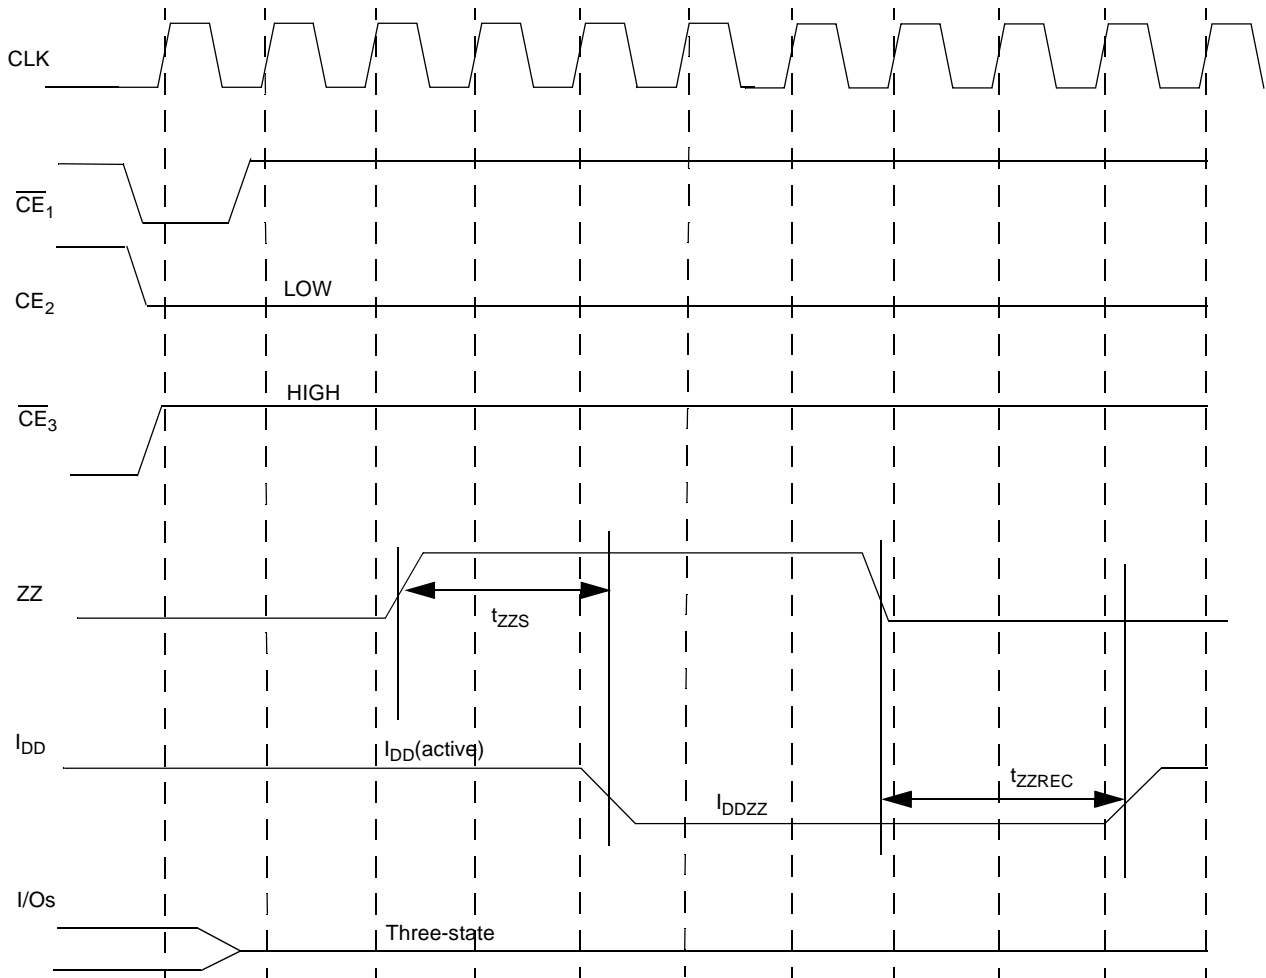 CLK
CE1
CE2
LOW
CE3
HIGH
ZZ
tZZS
IDD
IDD(active)
tZZREC
IDDZZ
I/Os
Three-state